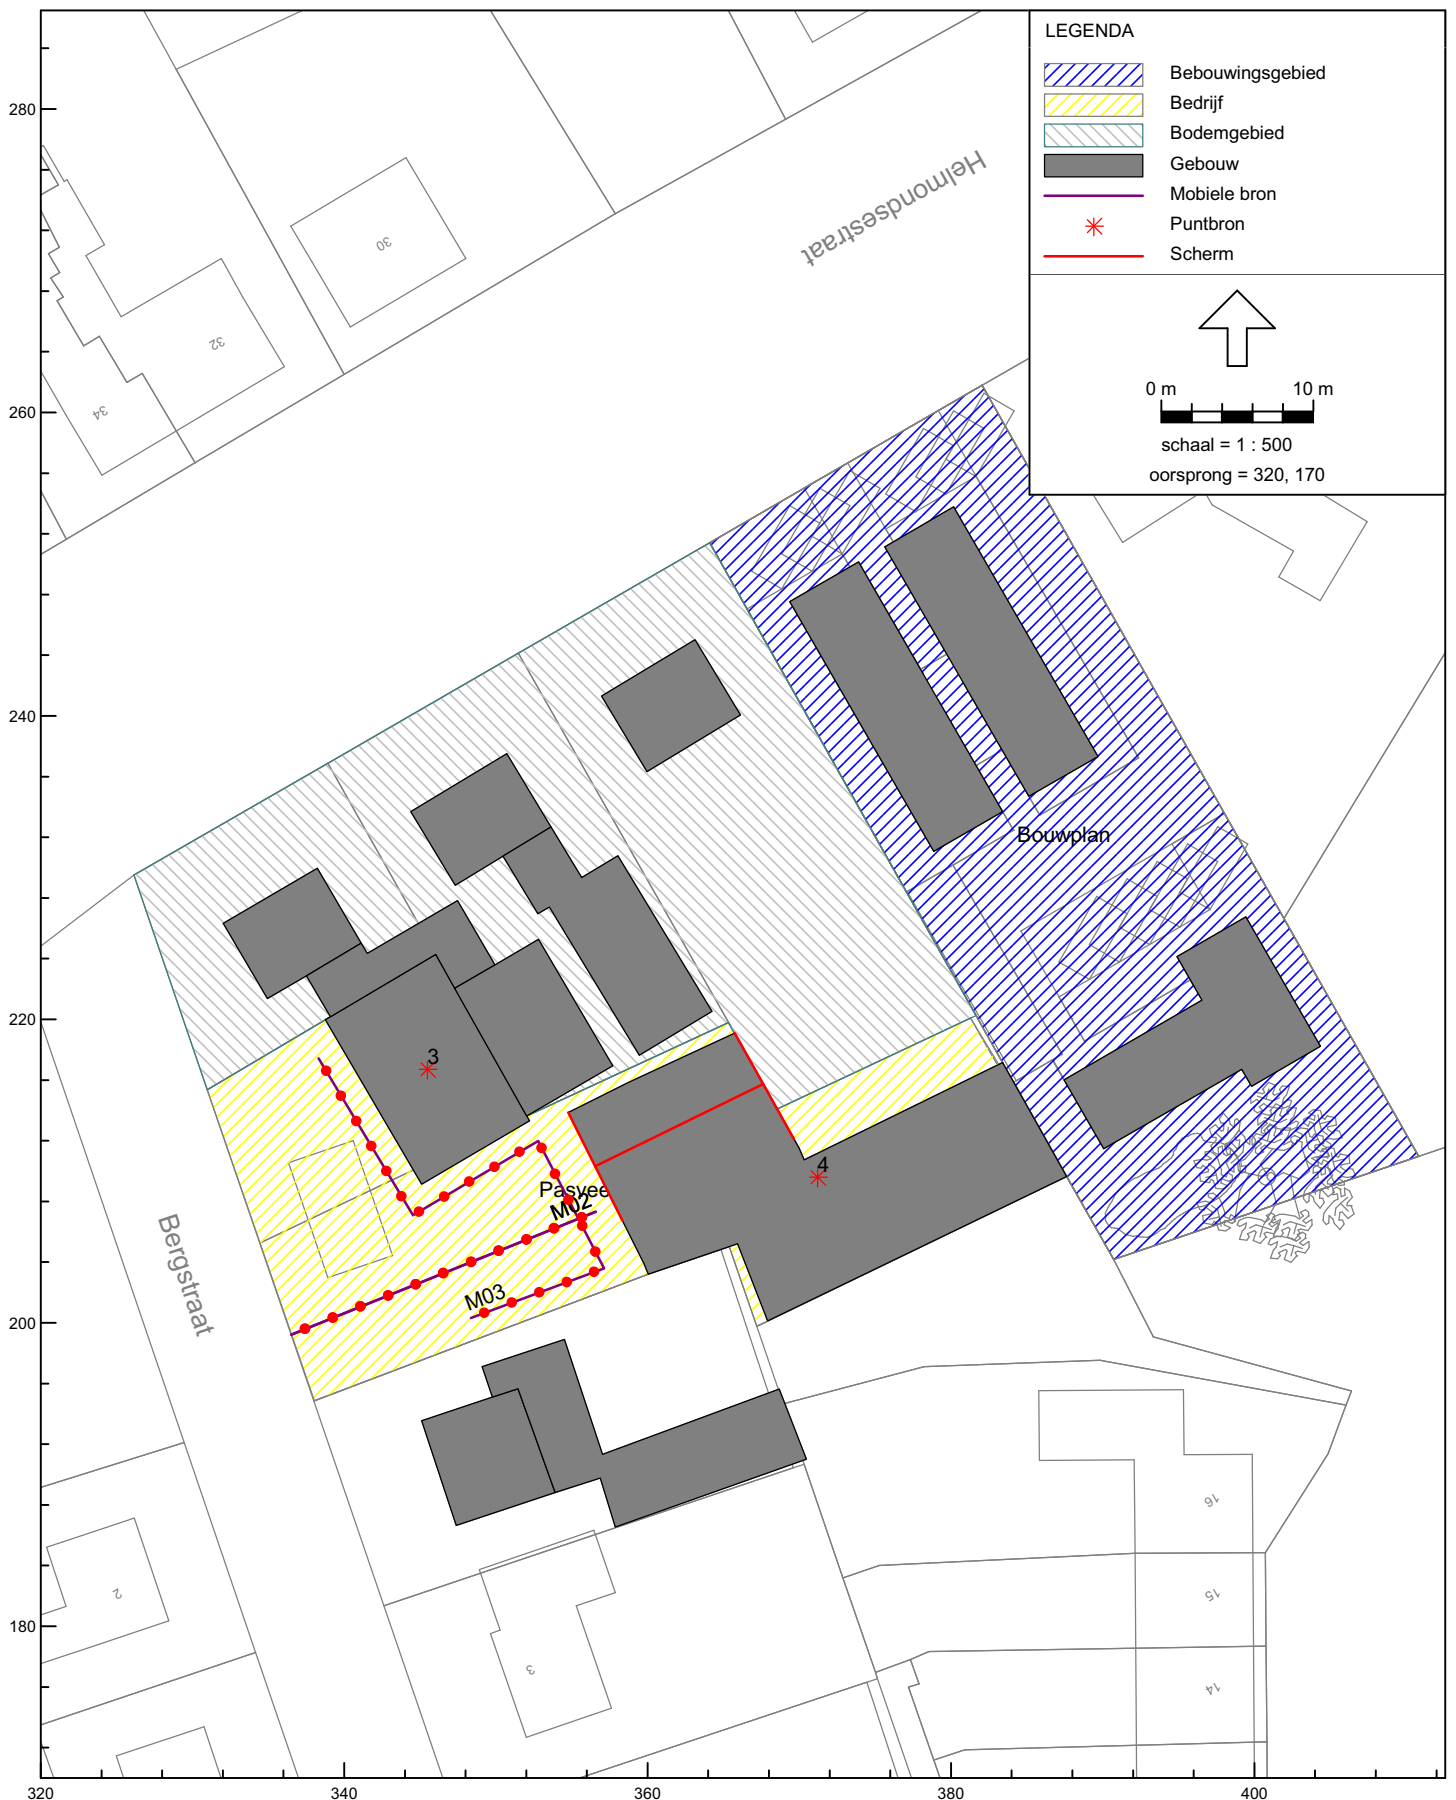 LEGENDA
Bebouwingsgebied
Bedrijf
Bodemgebied
Gebouw
Mobiele bron
Puntbron
Scherm
0 m 10 m
schaal = 1 : 500
oorsprong = 320, 170
280
260
240
220
200
180
320 340 360 380 400
Helmondsestraat
30
32
34
Bouwplan
3
4
Pasvee
M02
M03
Bergstraat
2
3
16
15
14